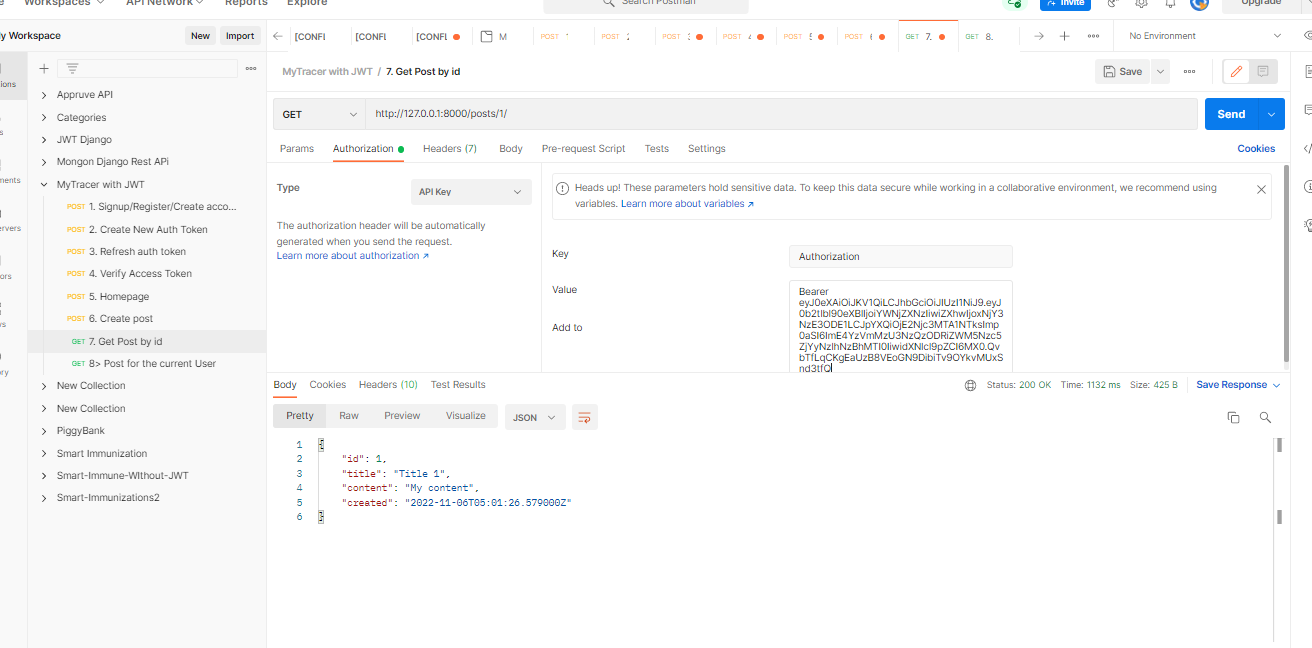 Workspaces API Network Reports Explore Search Postman Invite Upgrade
y Workspace New Import
[CONFI [CONFI [CONFI M POST POST POST POST POST POST GET 7. GET 8. No Environment
MyTracer with JWT / 7. Get Post by id Save
Appruve API
Categories
JWT Django
Mongon Django Rest APi
MyTracer with JWT
POST 1. Signup/Register/Create acco...
POST 2. Create New Auth Token
POST 3. Refresh auth token
POST 4. Verify Access Token
POST 5. Homepage
POST 6. Create post
GET 7. Get Post by id
GET 8> Post for the current User
New Collection
New Collection
PiggyBank
Smart Immunization
Smart-Immune-WIthout-JWT
Smart-Immunizations2
GET http://127.0.0.1:8000/posts/1/ Send
Params Authorization Headers (7) Body Pre-request Script Tests Settings Cookies
Type API Key
The authorization header will be automatically
generated when you send the request.
Learn more about authorization ↗
Heads up! These parameters hold sensitive data. To keep this data secure while working in a collaborative environment, we recommend using
variables. Learn more about variables ↗
Key Authorization
Value Bearer
Add to
Body Cookies Headers (10) Test Results Status: 200 OK Time: 1132 ms Size: 425 B Save Response
Pretty Raw Preview Visualize JSON
1 {
2 "id": 1,
3 "title": "Title 1",
4 "content": "My content",
5 "created": "2022-11-06T05:01:26.579000Z"
6 }